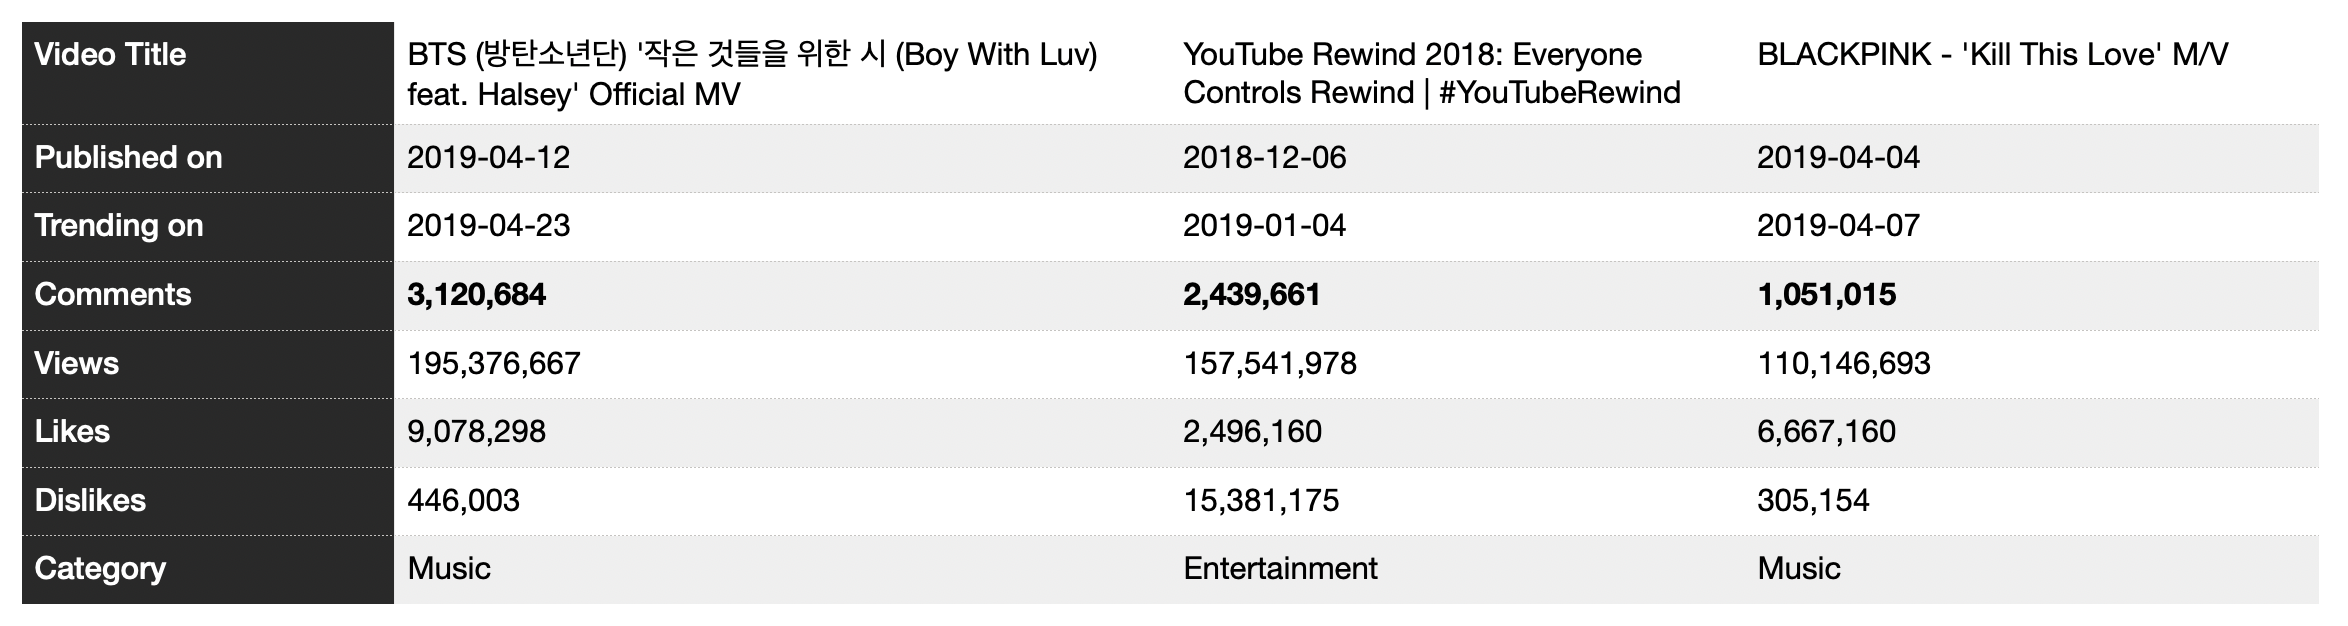 Video Title
BTS (방탄소년단) '작은 것들을 위한 시 (Boy With Luv)
feat. Halsey' Official MV
YouTube Rewind 2018: Everyone
Controls Rewind | #YouTubeRewind
BLACKPINK - 'Kill This Love' M/V
Published on 2019-04-12 2018-12-06 2019-04-04
Trending on 2019-04-23 2019-01-04 2019-04-07
Comments 3,120,684 2,439,661 1,051,015
Views 195,376,667 157,541,978 110,146,693
Likes 9,078,298 2,496,160 6,667,160
Dislikes 446,003 15,381,175 305,154
Category Music Entertainment Music